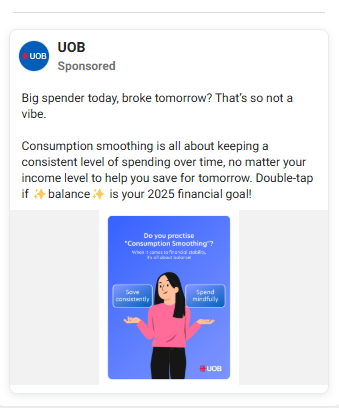 UOB
UOB
Sponsored
Big spender today, broke tomorrow? That's so not a
vibe.
Consumption smoothing is all about keeping a
consistent level of spending over time, no matter your
income level to help you save for tomorrow. Double-tap
if ✨balance✨ is your 2025 financial goal!
Do you practise
"Consumption Smoothing"?
When it comes to financial stability,
it's all about balance!
Save
consistently
Spend
mindfully
UOB